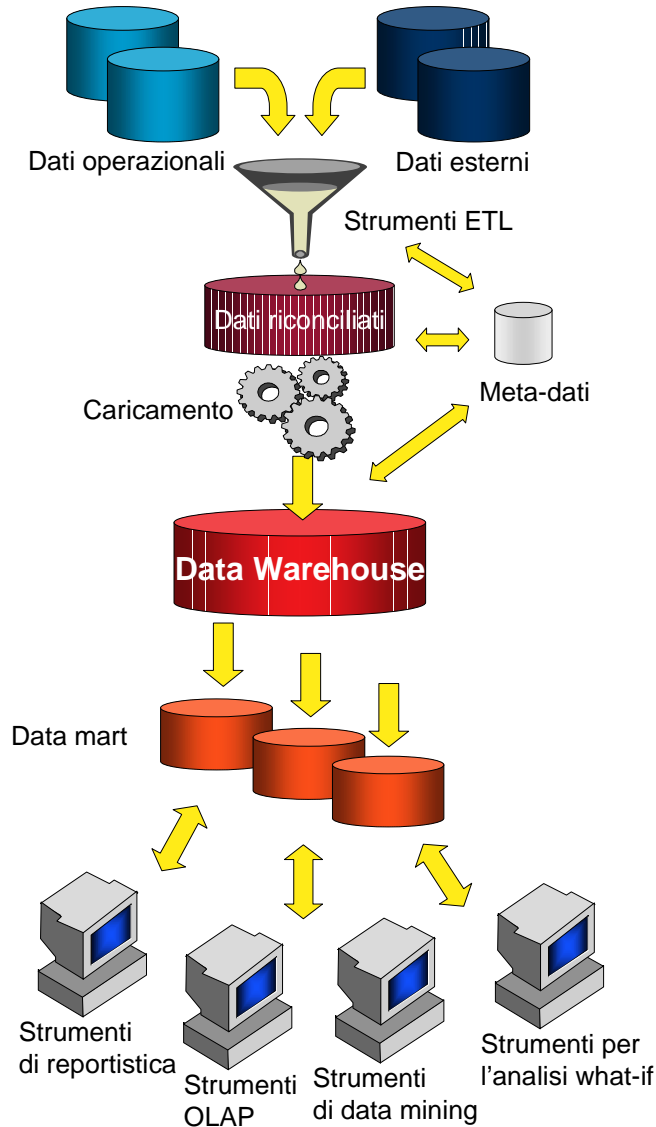 Dati operazionali
Dati esterni
Strumenti ETL
Dati riconciliati
Meta-dati
Caricamento
Data Warehouse
Data mart
Strumenti
di reportistica
Strumenti
OLAP
Strumenti
di data mining
Strumenti per
l'analisi what-if